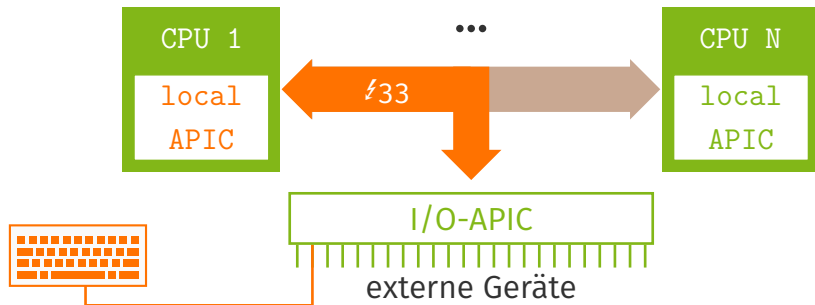 CPU 1
...
CPU N
local
APIC
⚡33
local
APIC
I/O-APIC
externe Geräte